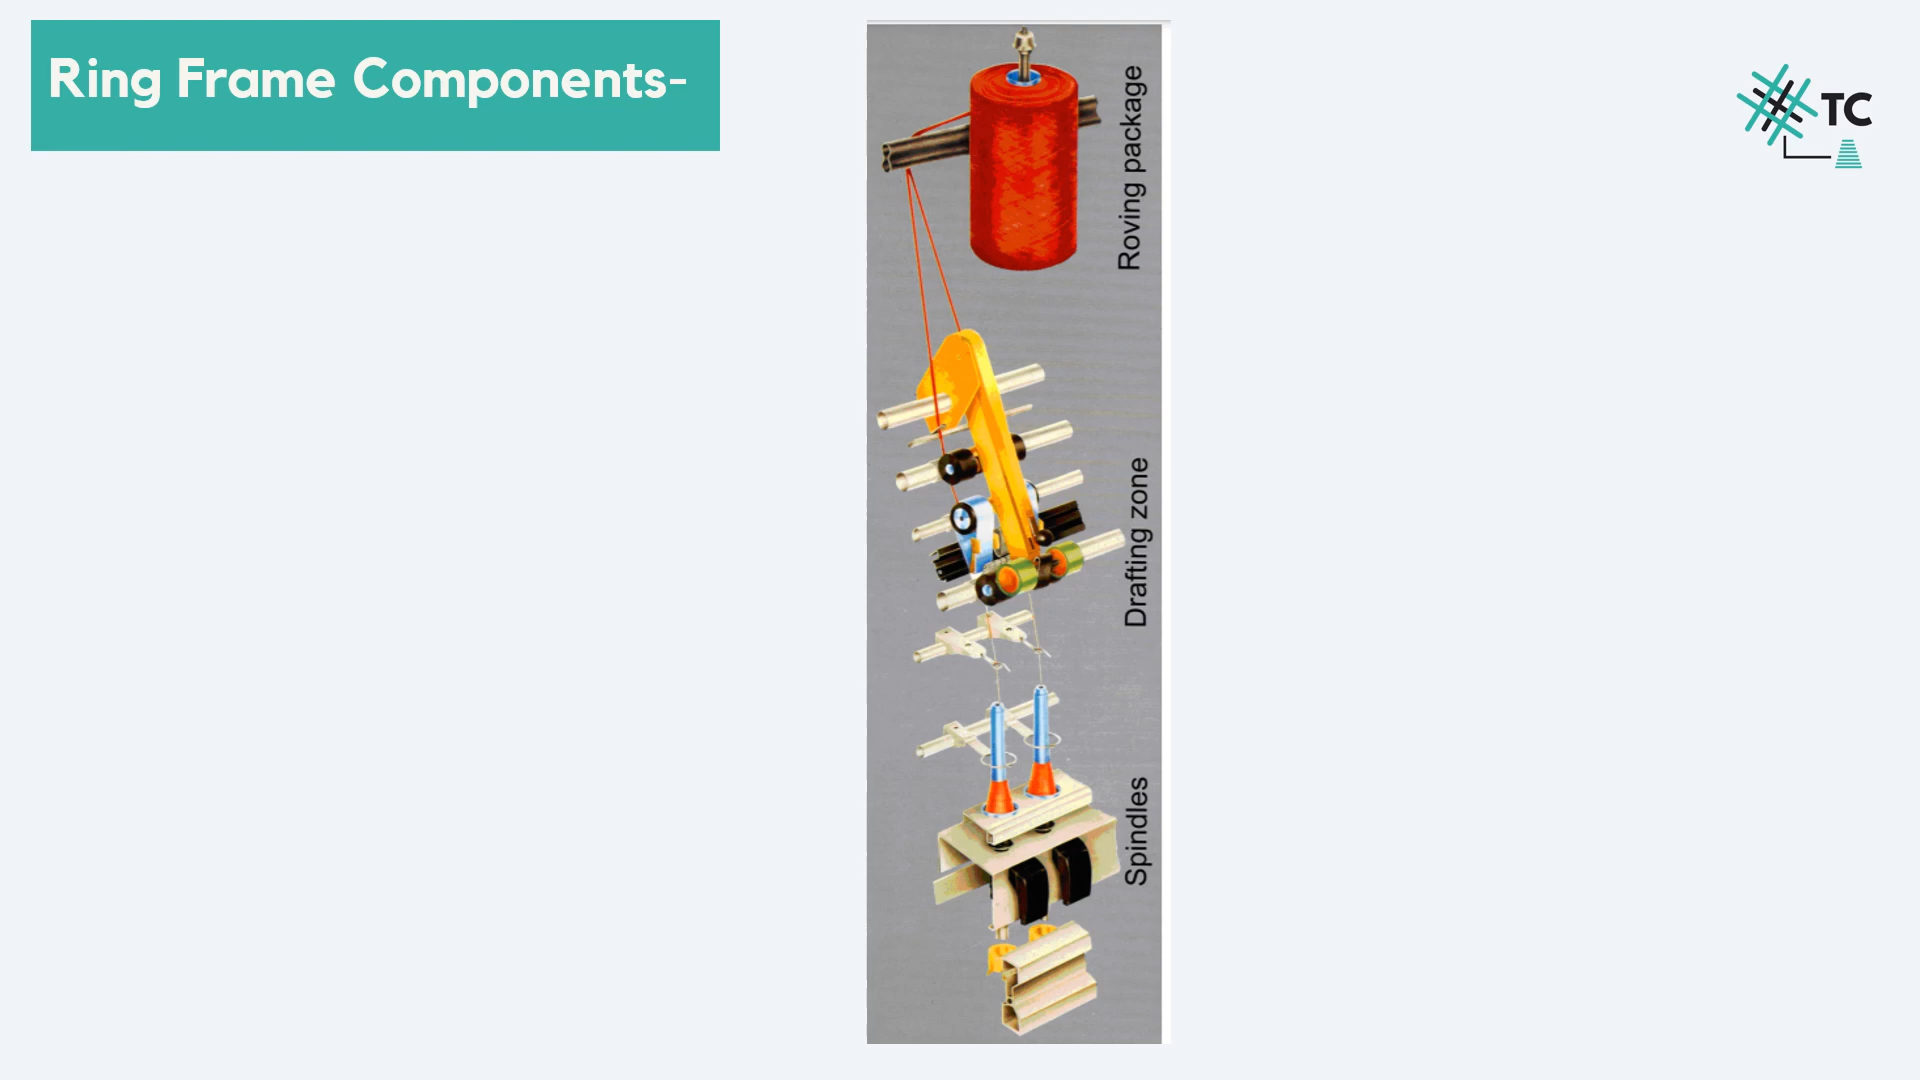 Ring Frame Components-
TC
Roving package
Drafting zone
Spindles